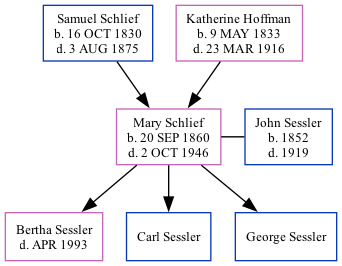 Samuel Schlief
b. 16 OCT 1830
d. 3 AUG 1875
Katherine Hoffman
b. 9 MAY 1833
d. 23 MAR 1916
Mary Schlief
b. 20 SEP 1860
d. 2 OCT 1946
John Sessler
b. 1852
d. 1919
Bertha Sessler
d. APR 1993
Carl Sessler
George Sessler